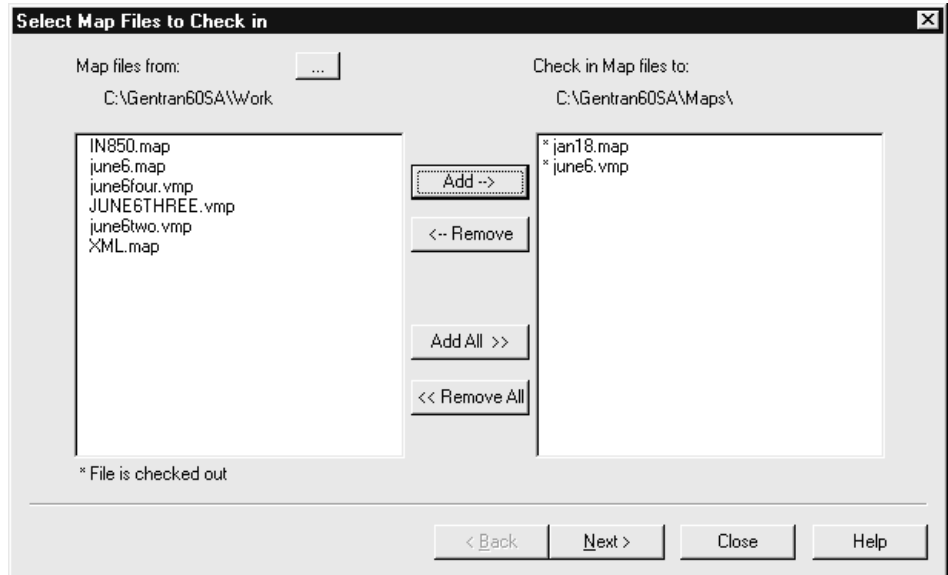 Select Map Files to Check in
Map files from:
...
Check in Map files to:
C:\Gentran60SA\Work
C:\Gentran60SA\Maps\
IN850.map
june6.map
june6four.vmp
JUNE6THREE.vmp
june6two.vmp
XML.map
* jan18.map
* june6.vmp
Add -->
<-- Remove
Add All >>
<< Remove All
* File is checked out
< Back
Next >
Close
Help